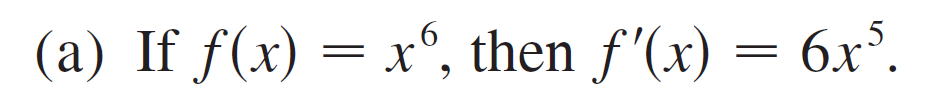 (a) If f(x) = x⁶, then f′(x) = 6x⁵.